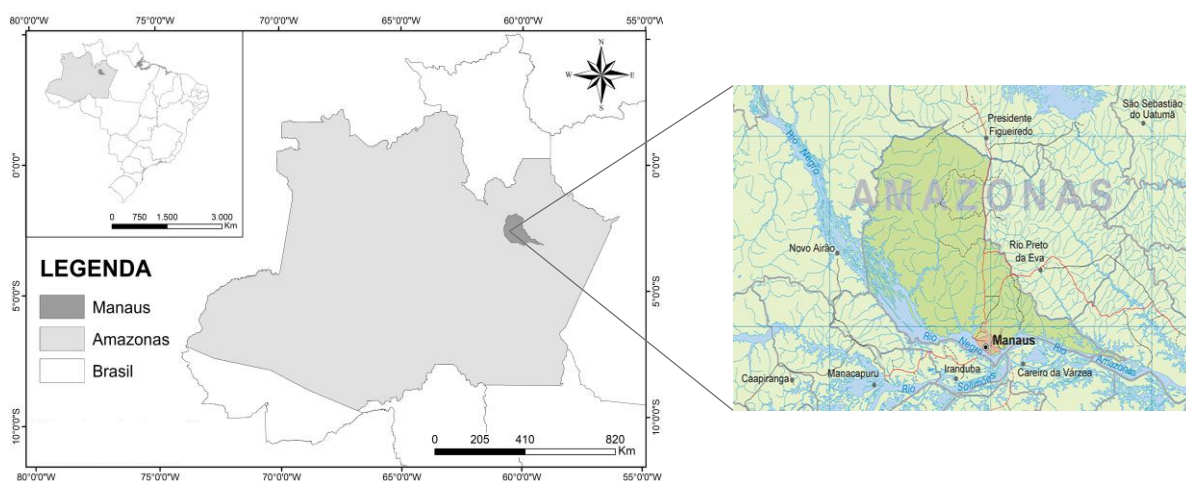 80°0'0"W 75°0'0"W 70°0'0"W 65°0'0"W 60°0'0"W 55°0'0"W
N
W E
S
0 750 1.500 3.000
Km
0°0'0" 0°0'0"
5°0'0"S 5°0'0"S
10°0'0"S 10°0'0"S
LEGENDA
Manaus
Amazonas
Brasil
0 205 410 820
Km
80°0'0"W 75°0'0"W 70°0'0"W 65°0'0"W 60°0'0"W 55°0'0"W
São Sebastião
do Uatumã
Presidente
Figueiredo
Rio Negro
AMAZONAS
Novo Airão
Rio Preto
da Eva
Rio Negro
Manaus
Rio Amazonas
Caapiranga
Manacapuru
Iranduba
Careiro da Várzea
Rio Solimões